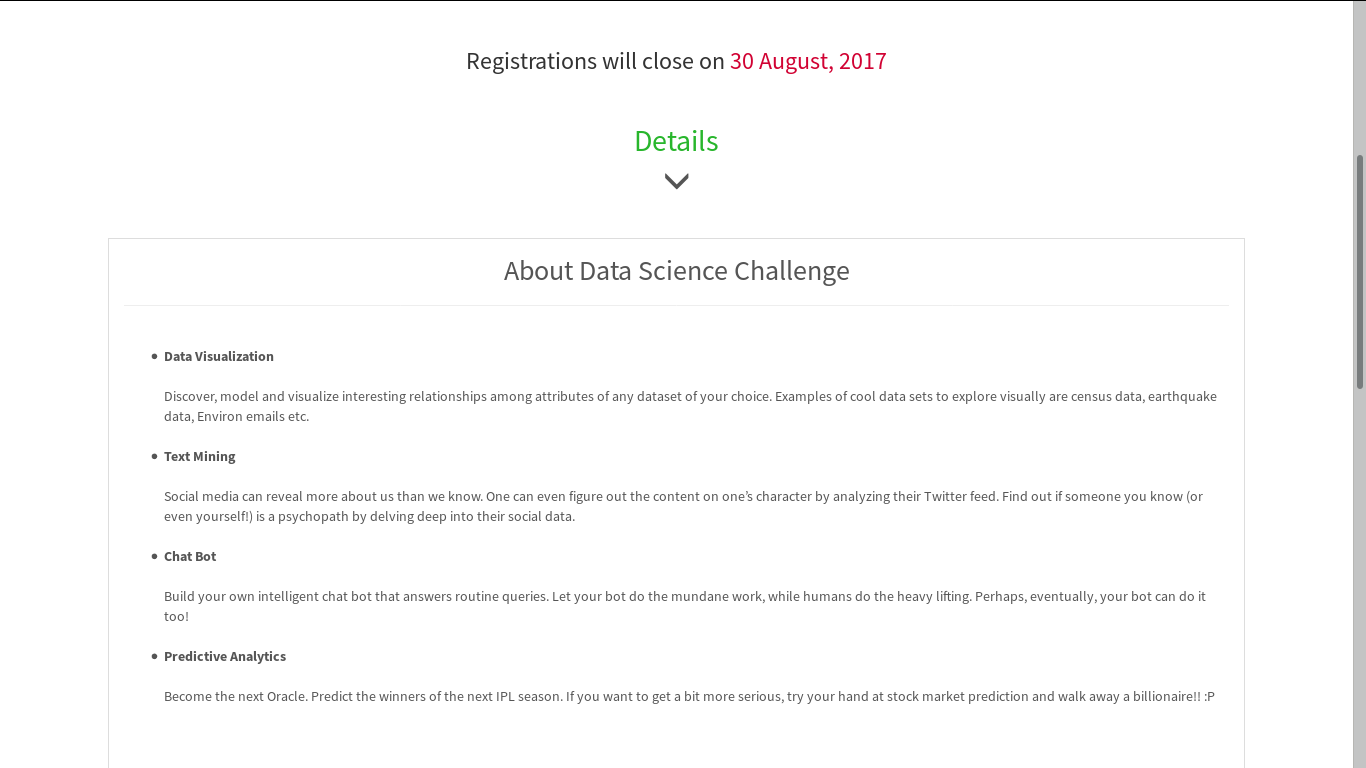 Registrations will close on 30 August, 2017
Details
About Data Science Challenge
• Data Visualization
Discover, model and visualize interesting relationships among attributes of any dataset of your choice. Examples of cool data sets to explore visually are census data, earthquake
data, Environ emails etc.
• Text Mining
Social media can reveal more about us than we know. One can even figure out the content on one’s character by analyzing their Twitter feed. Find out if someone you know (or
even yourself!) is a psychopath by delving deep into their social data.
• Chat Bot
Build your own intelligent chat bot that answers routine queries. Let your bot do the mundane work, while humans do the heavy lifting. Perhaps, eventually, your bot can do it
too!
• Predictive Analytics
Become the next Oracle. Predict the winners of the next IPL season. If you want to get a bit more serious, try your hand at stock market prediction and walk away a billionaire!! :P